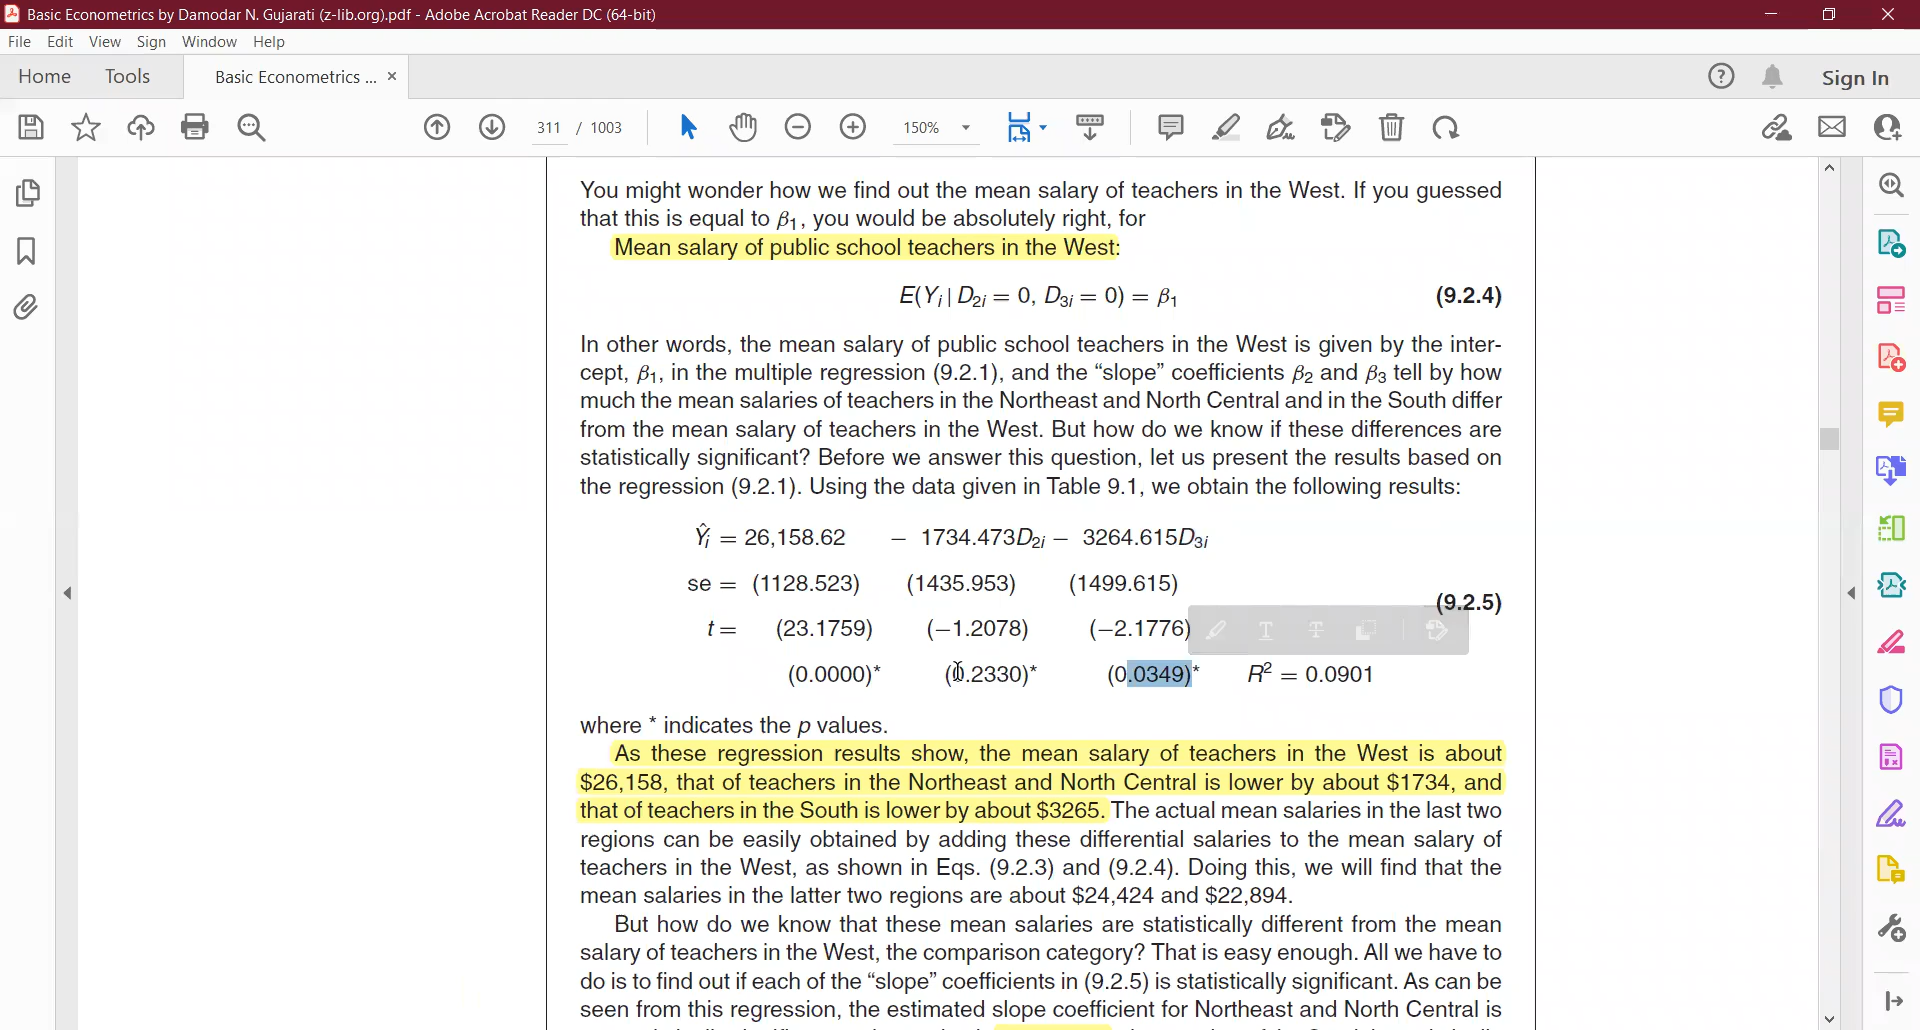 Basic Econometrics by Damodar N. Gujarati (z-lib.org).pdf - Adobe Acrobat Reader DC (64-bit)
File Edit View Sign Window Help
Home Tools Basic Econometrics ... × Sign In
311 / 1003 150%
You might wonder how we find out the mean salary of teachers in the West. If you guessed
that this is equal to β₁, you would be absolutely right, for
Mean salary of public school teachers in the West:
E(Yᵢ | D₂ᵢ = 0, D₃ᵢ = 0) = β₁ (9.2.4)
In other words, the mean salary of public school teachers in the West is given by the inter-
cept, β₁, in the multiple regression (9.2.1), and the “slope” coefficients β₂ and β₃ tell by how
much the mean salaries of teachers in the Northeast and North Central and in the South differ
from the mean salary of teachers in the West. But how do we know if these differences are
statistically significant? Before we answer this question, let us present the results based on
the regression (9.2.1). Using the data given in Table 9.1, we obtain the following results:
Ŷᵢ = 26,158.62 − 1734.473D₂ᵢ − 3264.615D₃ᵢ
se = (1128.523) (1435.953) (1499.615)
(9.2.5)
t = (23.1759) (−1.2078) (−2.1776)
(0.0000)* (0.2330)* (0.0349)* R² = 0.0901
where * indicates the p values.
As these regression results show, the mean salary of teachers in the West is about
$26,158, that of teachers in the Northeast and North Central is lower by about $1734, and
that of teachers in the South is lower by about $3265. The actual mean salaries in the last two
regions can be easily obtained by adding these differential salaries to the mean salary of
teachers in the West, as shown in Eqs. (9.2.3) and (9.2.4). Doing this, we will find that the
mean salaries in the latter two regions are about $24,424 and $22,894.
But how do we know that these mean salaries are statistically different from the mean
salary of teachers in the West, the comparison category? That is easy enough. All we have to
do is to find out if each of the “slope” coefficients in (9.2.5) is statistically significant. As can be
seen from this regression, the estimated slope coefficient for Northeast and North Central is